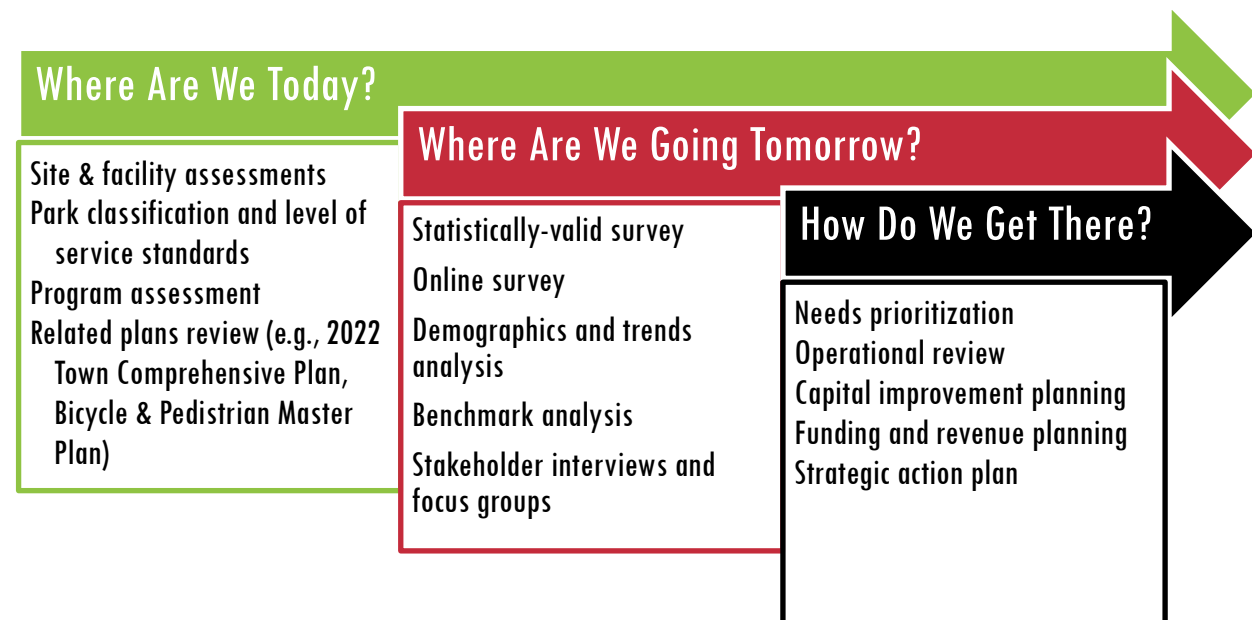 Where Are We Today?
Site & facility assessments
Park classification and level of
service standards
Program assessment
Related plans review (e.g., 2022
Town Comprehensive Plan,
Bicycle & Pedistrian Master
Plan)
Where Are We Going Tomorrow?
Statistically-valid survey
Online survey
Demographics and trends
analysis
Benchmark analysis
Stakeholder interviews and
focus groups
How Do We Get There?
Needs prioritization
Operational review
Capital improvement planning
Funding and revenue planning
Strategic action plan